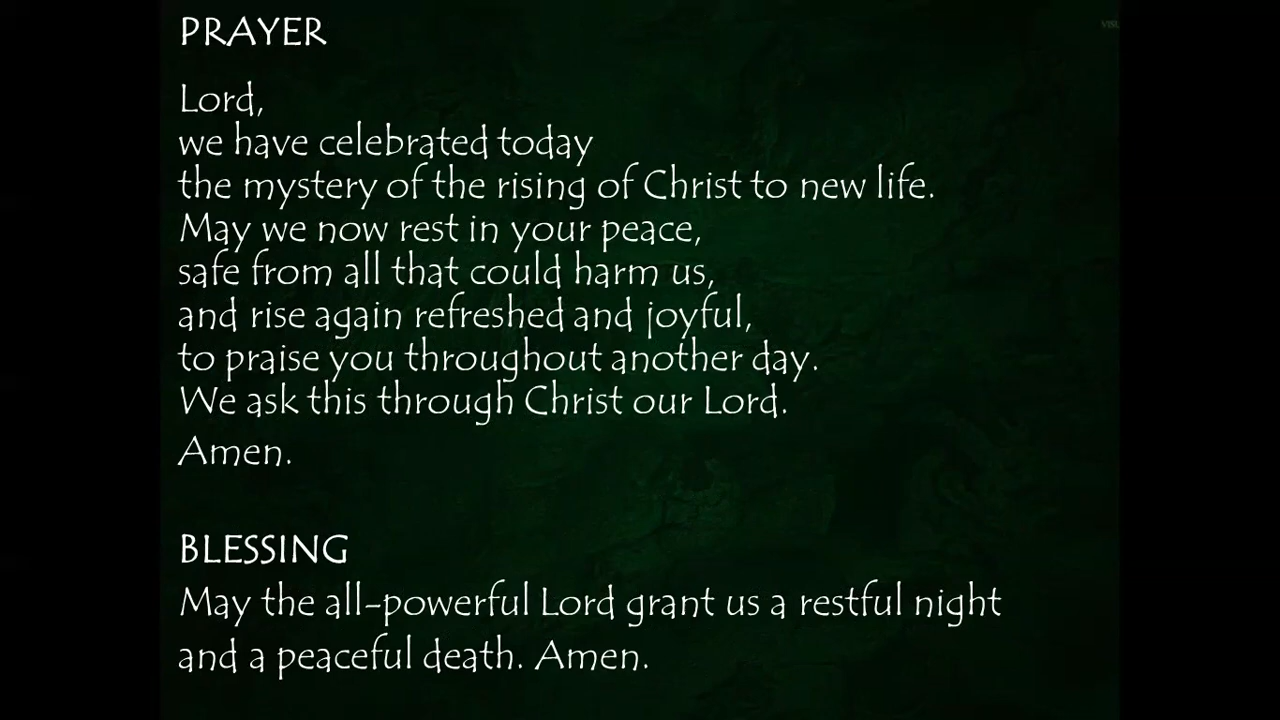 PRAYER
Lord,
we have celebrated today
the mystery of the rising of Christ to new life.
May we now rest in your peace,
safe from all that could harm us,
and rise again refreshed and joyful,
to praise you throughout another day.
We ask this through Christ our Lord.
Amen.
BLESSING
May the all-powerful Lord grant us a restful night
and a peaceful death. Amen.